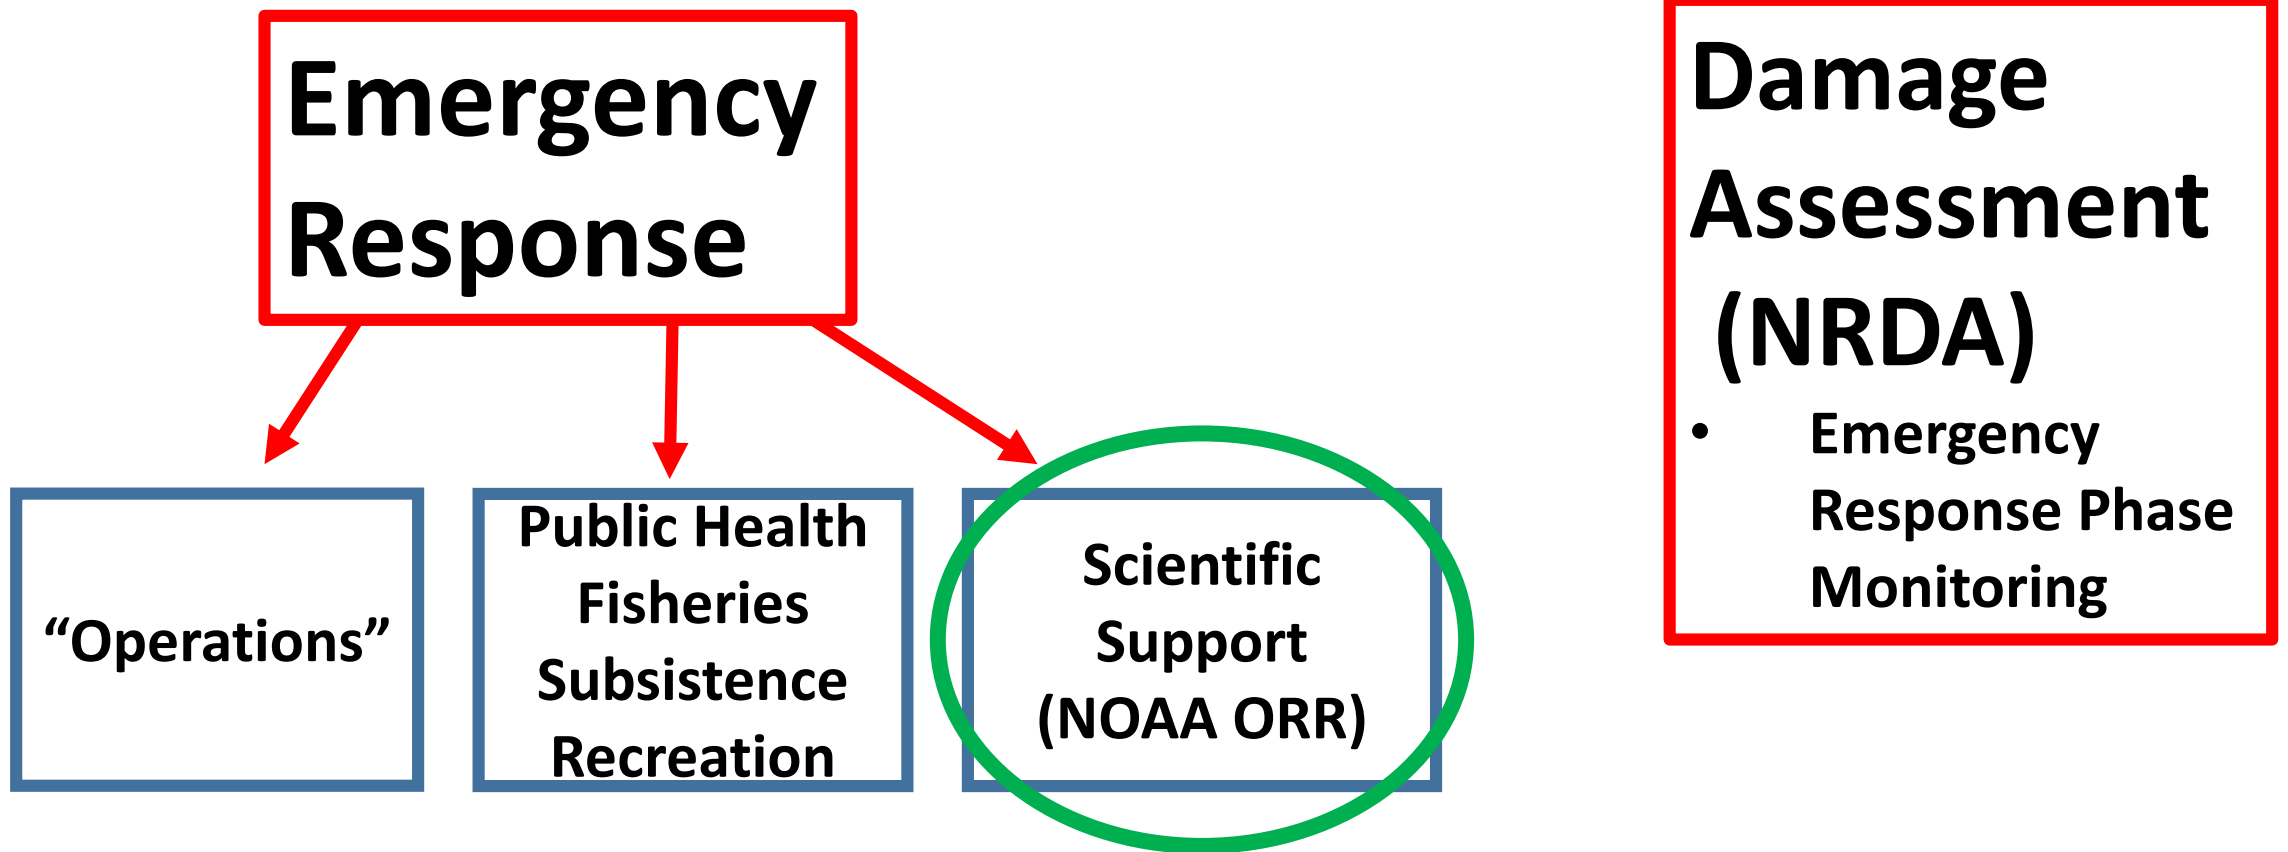 Emergency
Response
“Operations”
Public Health
Fisheries
Subsistence
Recreation
Scientific
Support
(NOAA ORR)
Damage
Assessment
(NRDA)
• Emergency
Response Phase
Monitoring